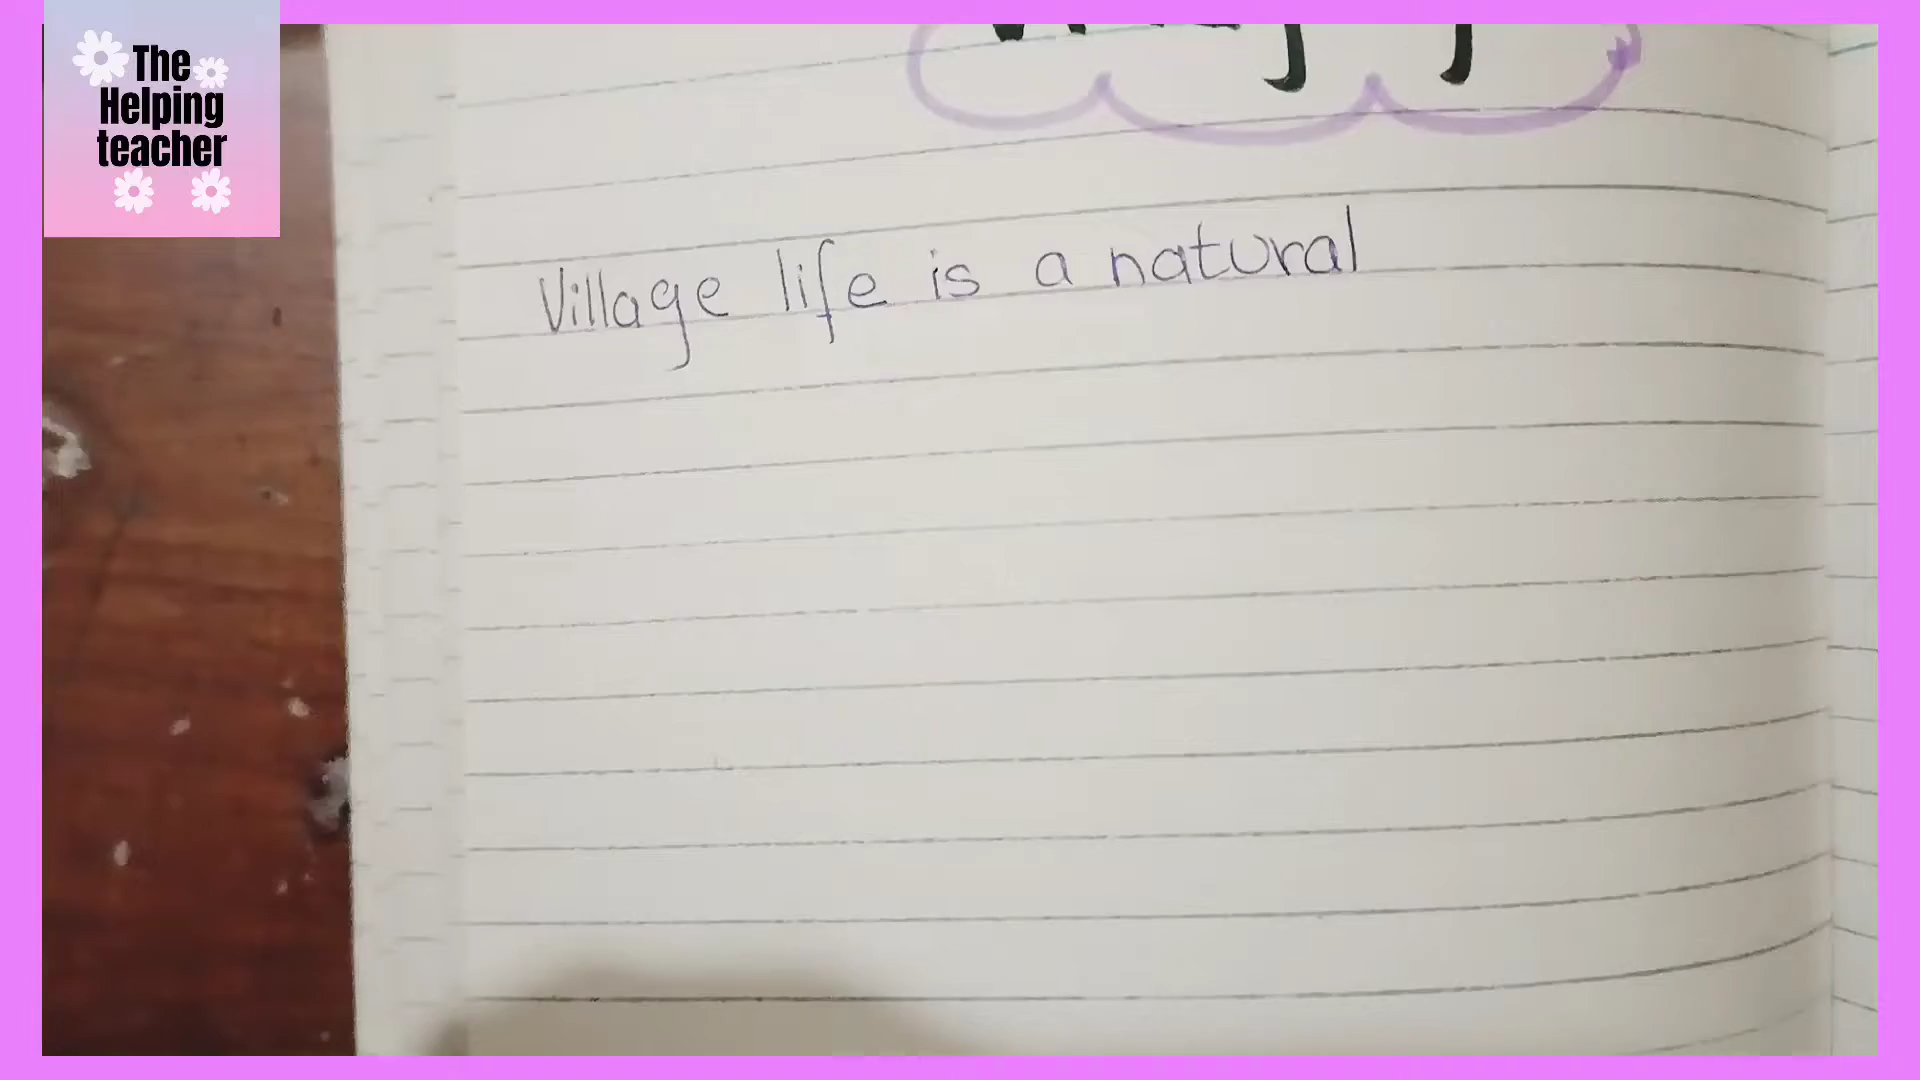 The
Helping
teacher
Village life is a natural